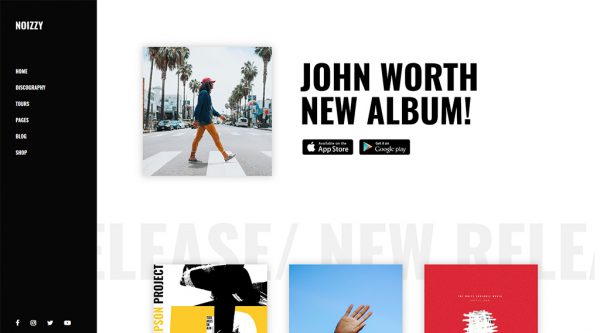 NOIZZY
HOME
DISCOGRAPHY
TOURS
PAGES
BLOG
SHOP
JOHN WORTH
NEW ALBUM!
Available on the
App Store
Get it on
Google play
ELEASE/ NEW RELEA
PSON PROJECT